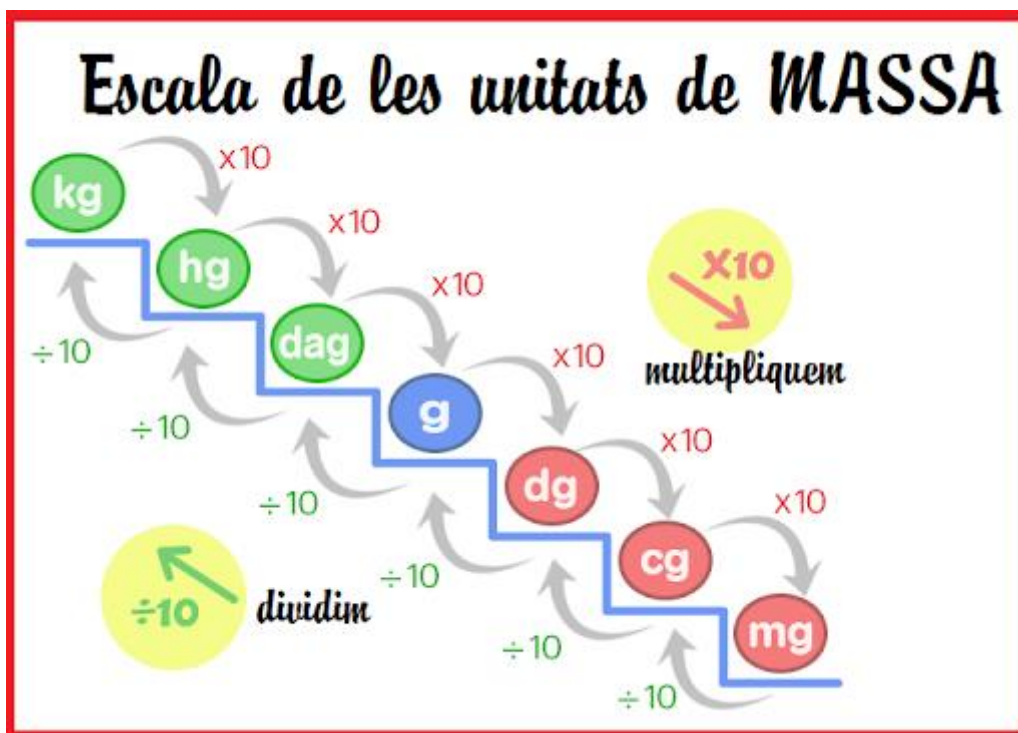 Escala de les unitats de MASSA
kg
x10
hg
x10
dag
x10
g
x10
dg
x10
cg
x10
mg
÷10
÷10
÷10
÷10
÷10
÷10
X10
multipliquem
÷10
dividim